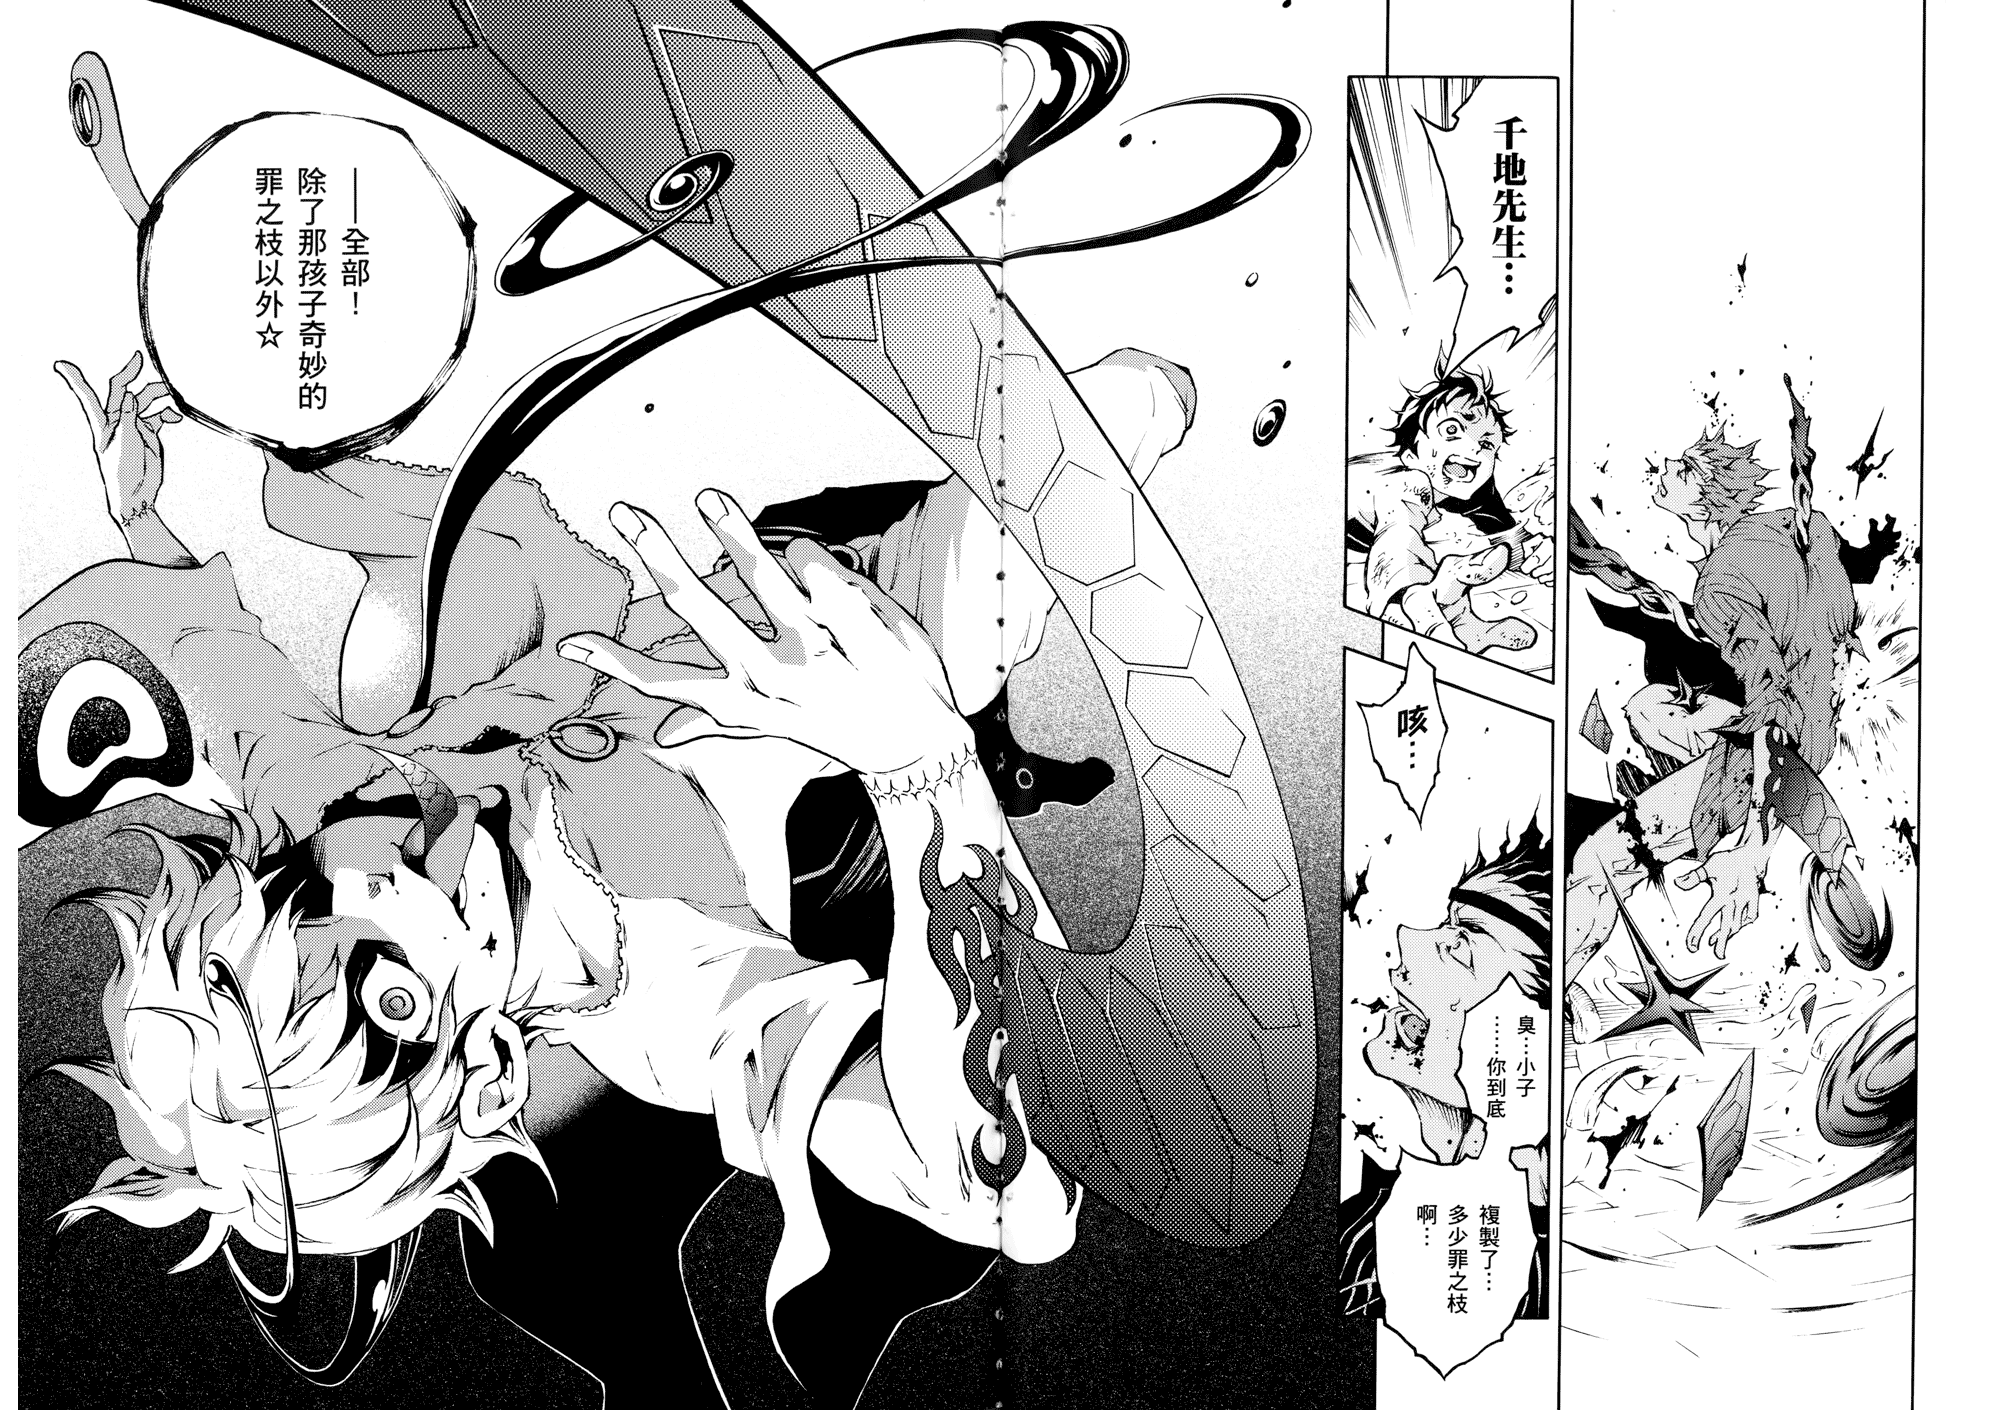 千地先生…
咳…
臭…小子
……你到底
複製了…
多少罪之枝
啊…
──全部！
除了那孩子奇妙的
罪之枝以外☆